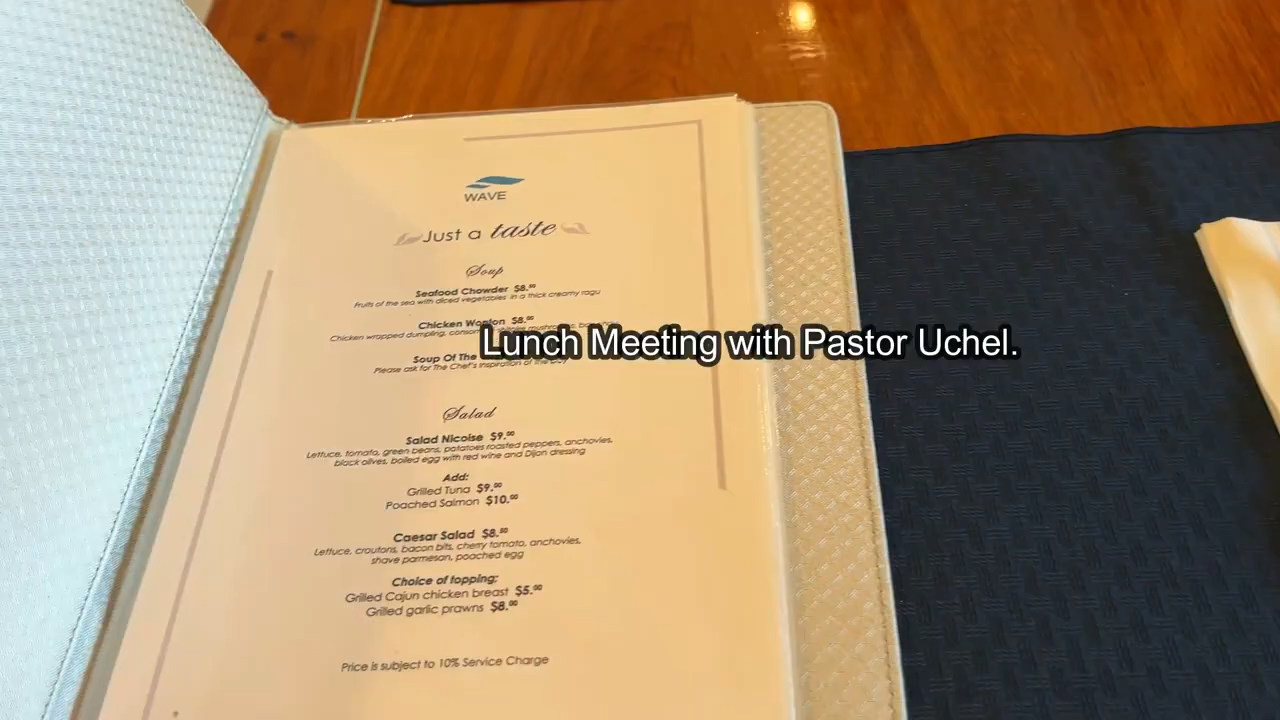 WAVE
Just a taste
Soup
Seafood Chowder $8.50
Fruits of the sea with diced vegetables in a thick creamy ragu
Chicken Wonton $8.00
Chicken wrapped dumpling,
Lunch Meeting with Pastor Uchel.
Soup Of The
Please ask for The Chef's Inspiration of the Day
Salad
Salad Nicoise $9.00
Lettuce, tomato, green beans, potatoes roasted peppers, anchovies,
black olives, boiled egg with red wine and Dijon dressing
Add:
Grilled Tuna $9.00
Poached Salmon $10.00
Caesar Salad $8.50
Lettuce, croutons, bacon bits, cherry tomato, anchovies,
shave parmesan, poached egg
Choice of topping:
Grilled Cajun chicken breast $5.00
Grilled garlic prawns $8.00
Price is subject to 10% Service Charge